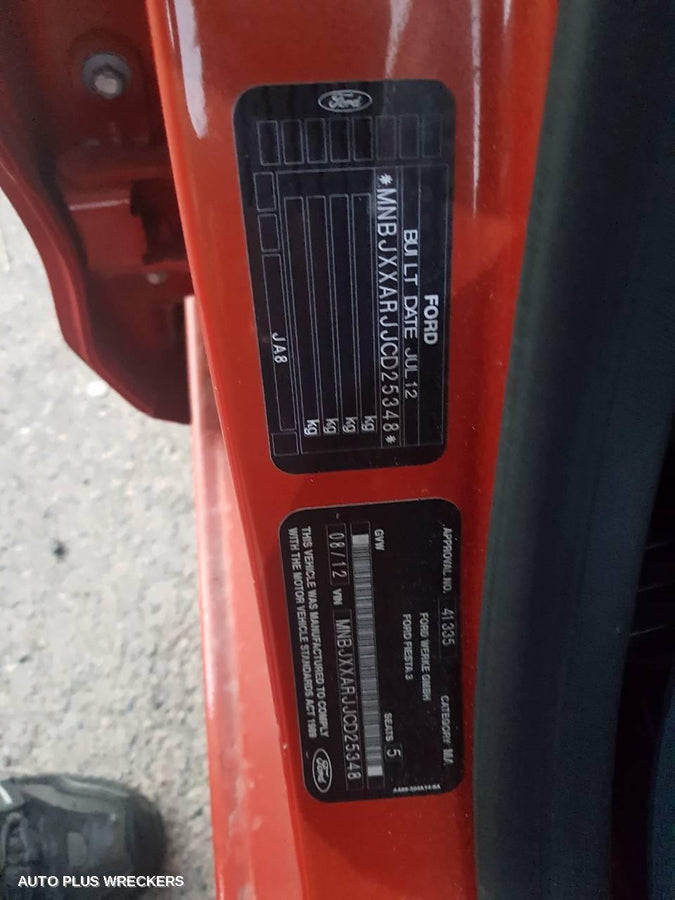 Ford
FORD
BUILT DATE JUL12
*MNBJXXARJJCD25348*
kg
kg
kg
kg
JA8
APPROVAL NO. 41335 CATEGORY MA
FORD WERKE GMBH
FORD FIESTA 3
SEATS 5
GVW
08/12 VIN MNBJXXARJJCD25348
THIS VEHICLE WAS MANUFACTURED TO COMPLY
WITH THE MOTOR VEHICLE STANDARDS ACT 1989
Ford
AUTO PLUS WRECKERS